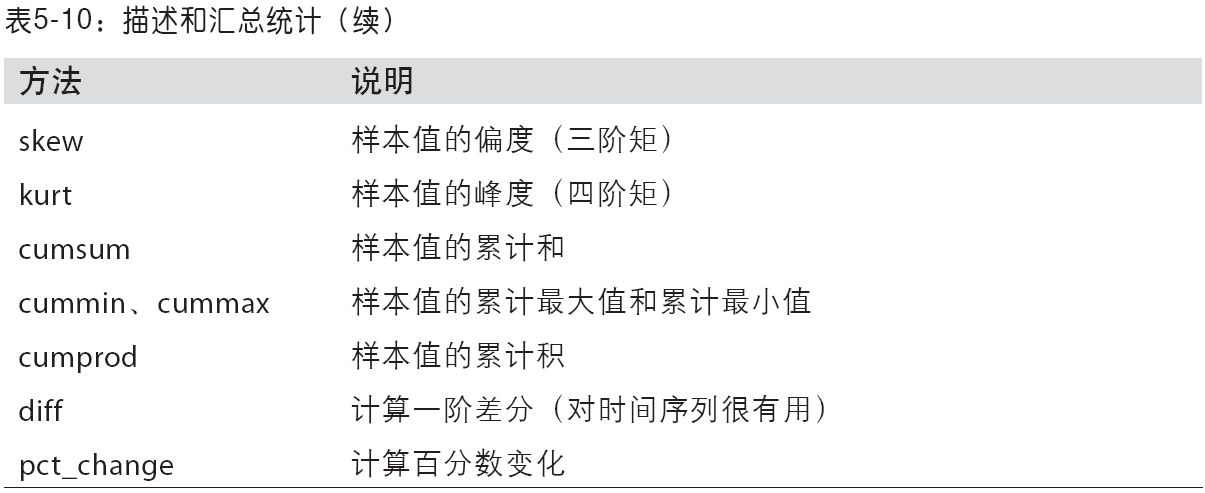 表5-10：描述和汇总统计（续）
方法 说明
skew 样本值的偏度（三阶矩）
kurt 样本值的峰度（四阶矩）
cumsum 样本值的累计和
cummin、cummax 样本值的累计最大值和累计最小值
cumprod 样本值的累计积
diff 计算一阶差分（对时间序列很有用）
pct_change 计算百分数变化